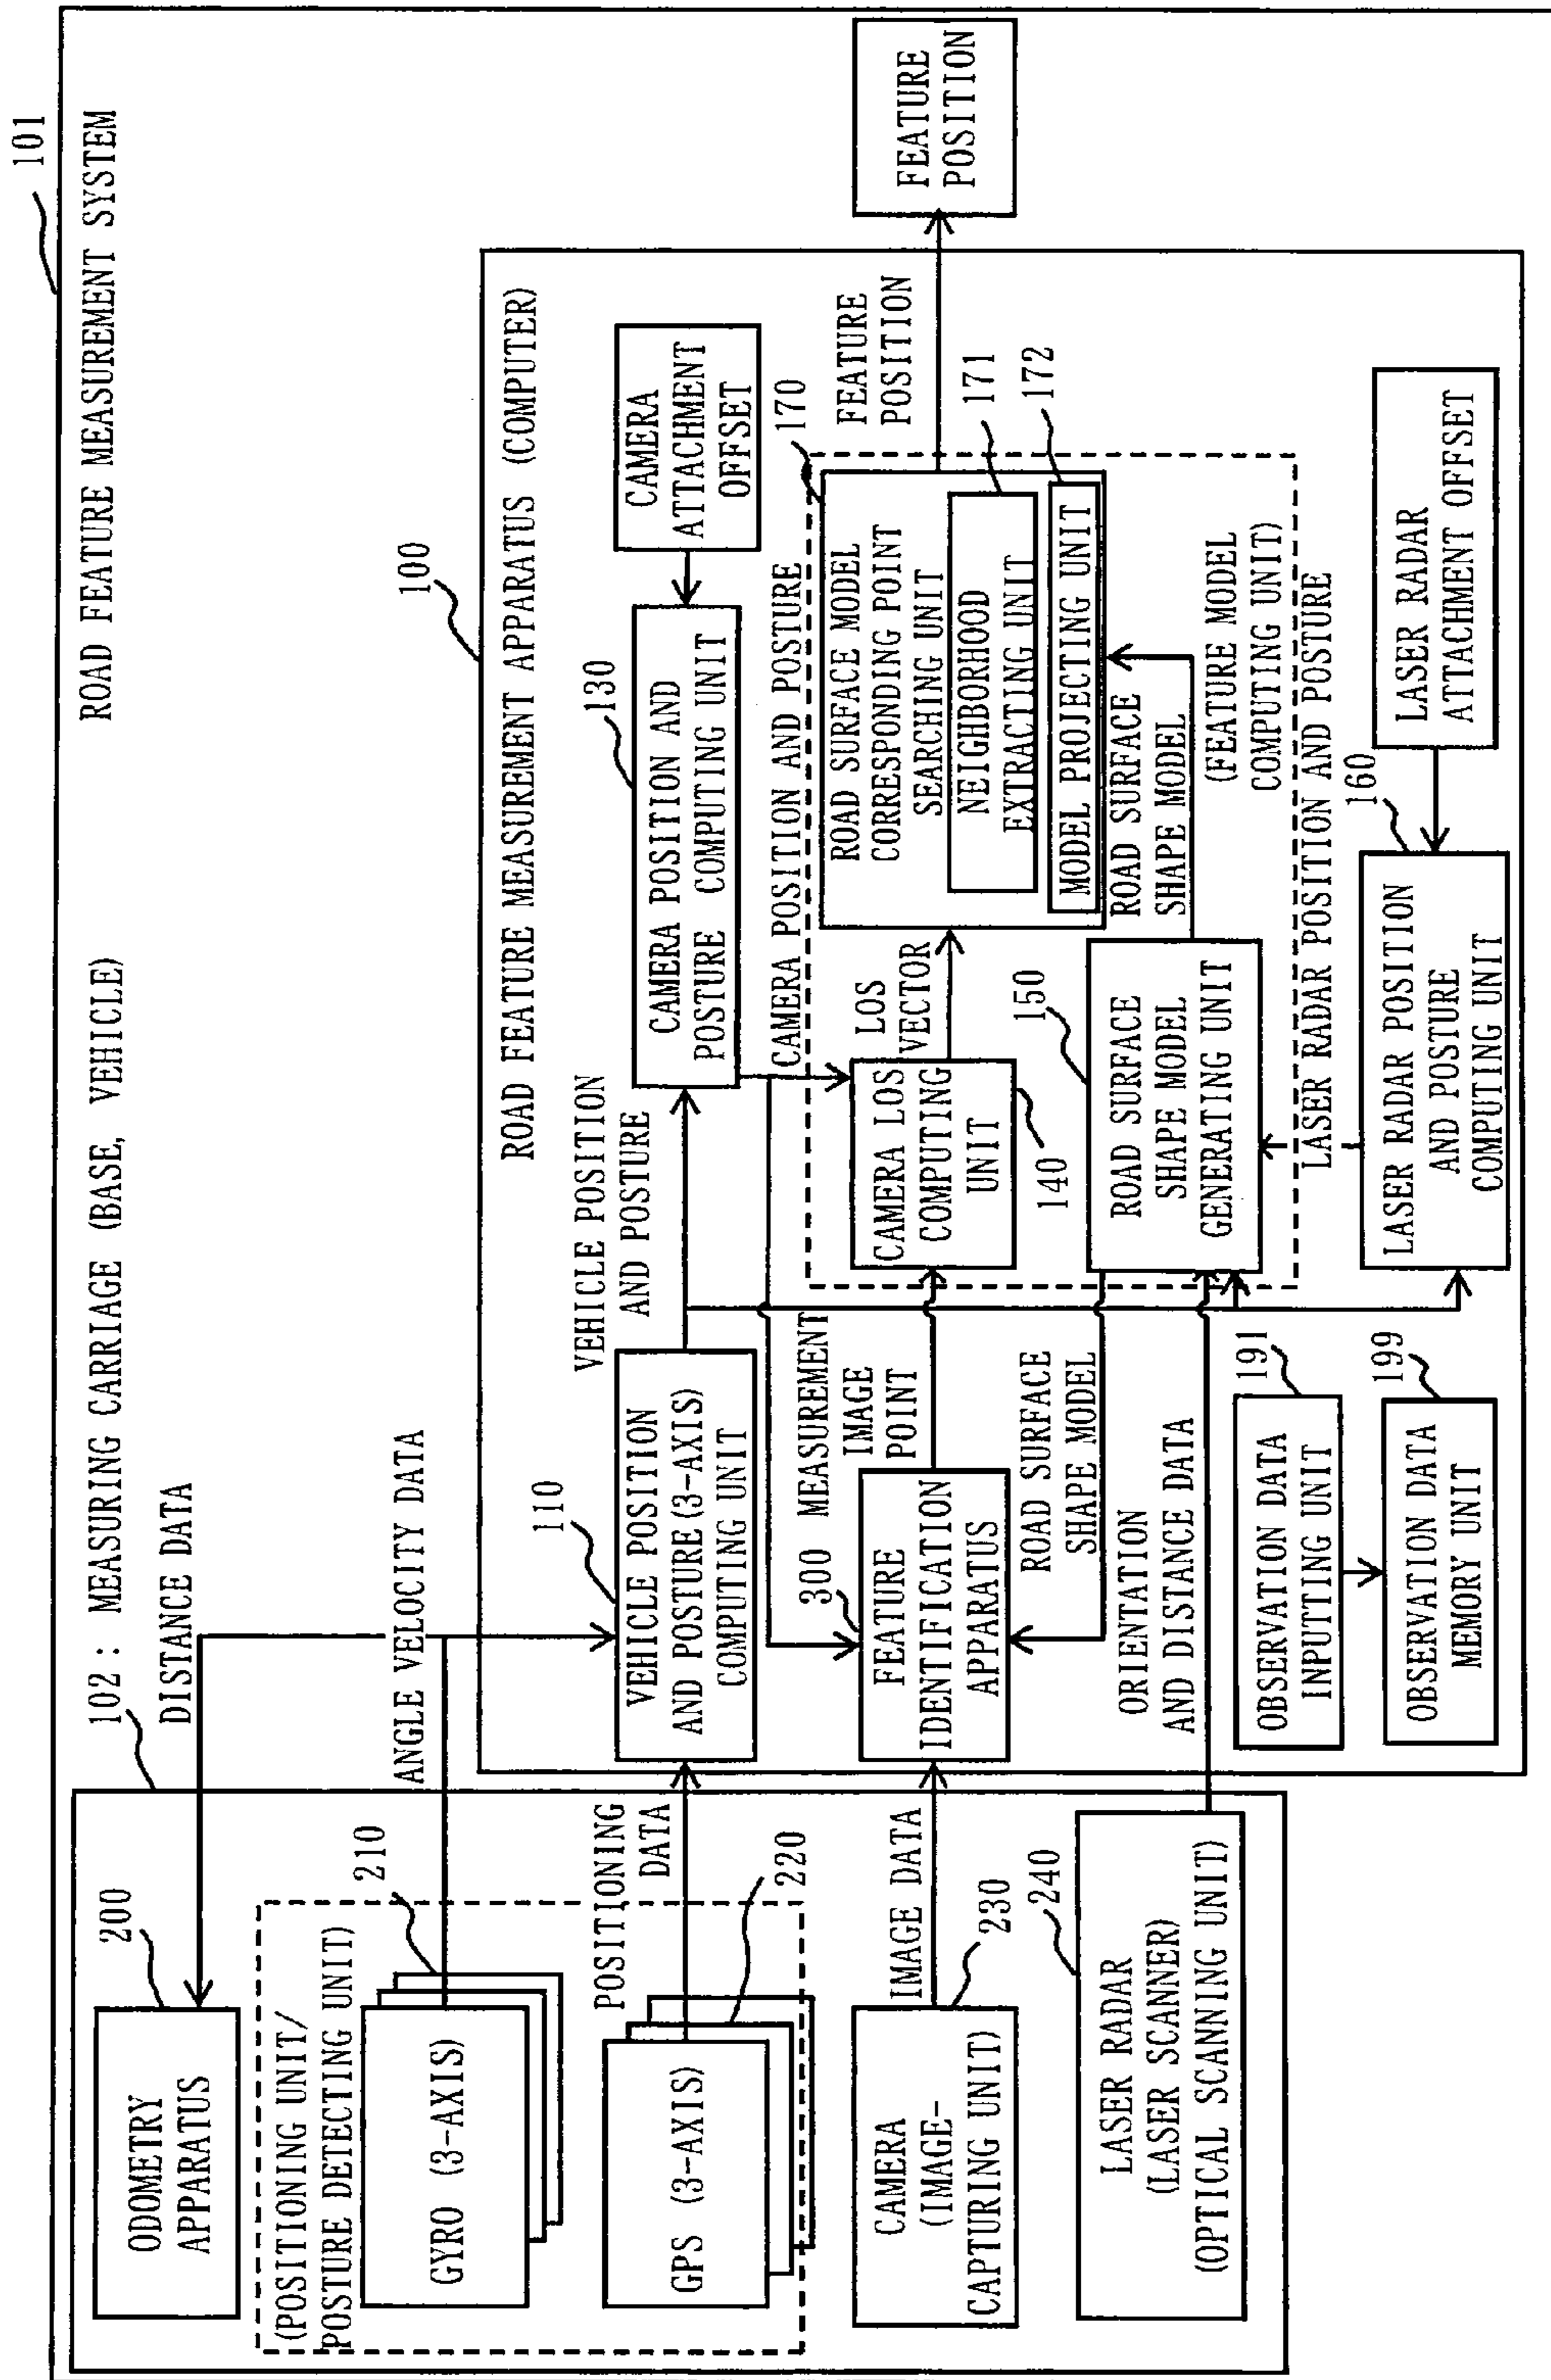 101
ROAD FEATURE MEASUREMENT SYSTEM
102 : MEASURING CARRIAGE (BASE, VEHICLE)
200
ODOMETRY
APPARATUS
DISTANCE DATA
(POSITIONING UNIT/
POSTURE DETECTING UNIT)
210
GYRO (3-AXIS)
ANGLE VELOCITY DATA
GPS (3-AXIS)
220
POSITIONING
DATA
CAMERA
(IMAGE-
CAPTURING UNIT)
230
IMAGE DATA
240
LASER RADAR
(LASER SCANNER)
(OPTICAL SCANNING UNIT)
100
ROAD FEATURE MEASUREMENT APPARATUS (COMPUTER)
110
VEHICLE POSITION
AND POSTURE(3-AXIS)
COMPUTING UNIT
VEHICLE POSITION
AND POSTURE
130
CAMERA POSITION AND
POSTURE COMPUTING UNIT
CAMERA
ATTACHMENT
OFFSET
CAMERA POSITION AND POSTURE
300
FEATURE
IDENTIFICATION
APPARATUS
MEASUREMENT
IMAGE
POINT
CAMERA LOS
COMPUTING
UNIT
140
LOS
VECTOR
170
ROAD SURFACE MODEL
CORRESPONDING POINT
SEARCHING UNIT
NEIGHBORHOOD
EXTRACTING UNIT
171
MODEL PROJECTING UNIT
172
FEATURE
POSITION
FEATURE
POSITION
ROAD SURFACE
SHAPE MODEL
150
ROAD SURFACE
SHAPE MODEL
GENERATING UNIT
ROAD SURFACE
SHAPE MODEL
(FEATURE MODEL
COMPUTING UNIT)
ORIENTATION
AND DISTANCE DATA
LASER RADAR POSITION AND POSTURE
160
LASER RADAR POSITION
AND POSTURE
COMPUTING UNIT
LASER RADAR
ATTACHMENT OFFSET
191
OBSERVATION DATA
INPUTING UNIT
199
OBSERVATION DATA
MEMORY UNIT